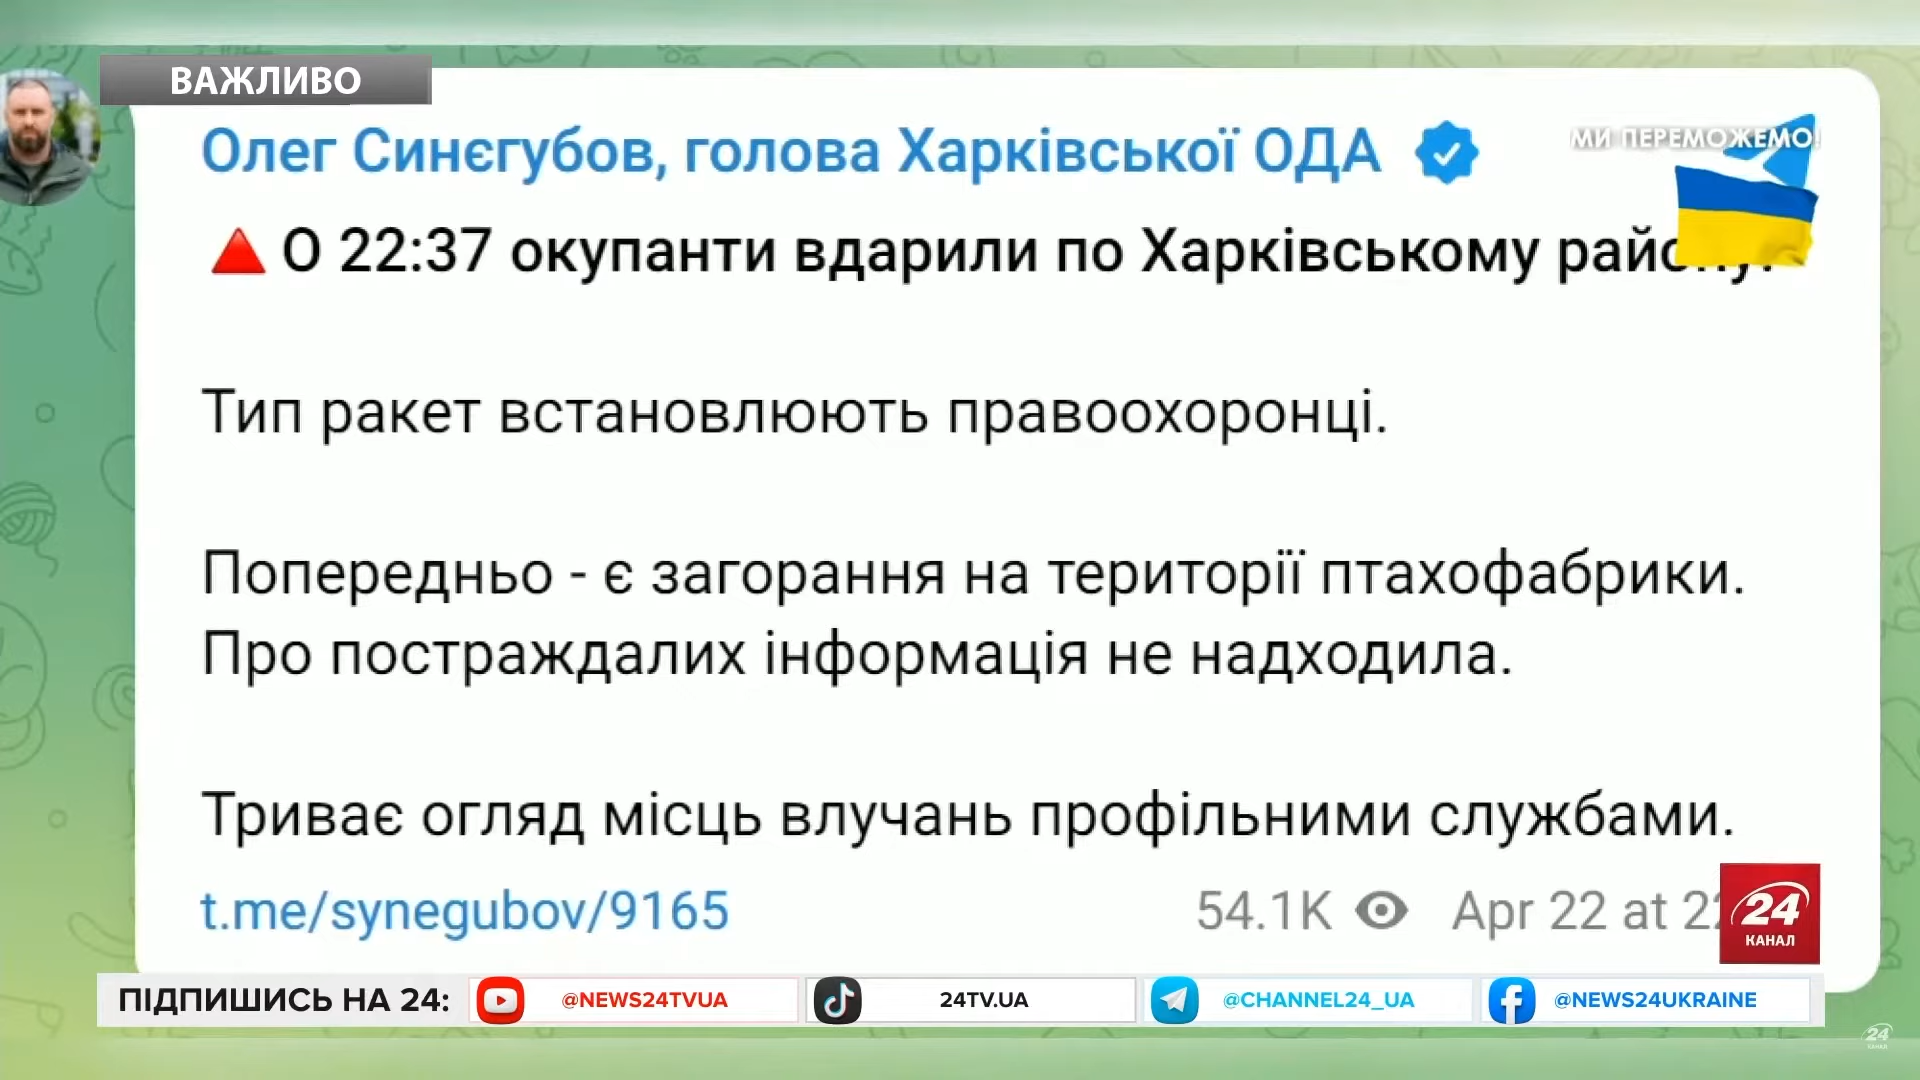 ВАЖЛИВО
Олег Синєгубов, голова Харківської ОДА
МИ ПЕРЕМОЖЕМО!
О 22:37 окупанти вдарили по Харківському
Тип ракет встановлюють правоохоронці.
Попередньо - є загорання на території птахофабрики.
Про постраждалих інформація не надходила.
Триває огляд місць влучань профільними службами.
t.me/synegubov/9165
54.1K Apr 22 at
24
КАНАЛ
ПІДПИШИСЬ НА 24: @NEWS24TVUA 24TV.UA @CHANNEL24_UA @NEWS24UKRAINE
24
КАНАЛ